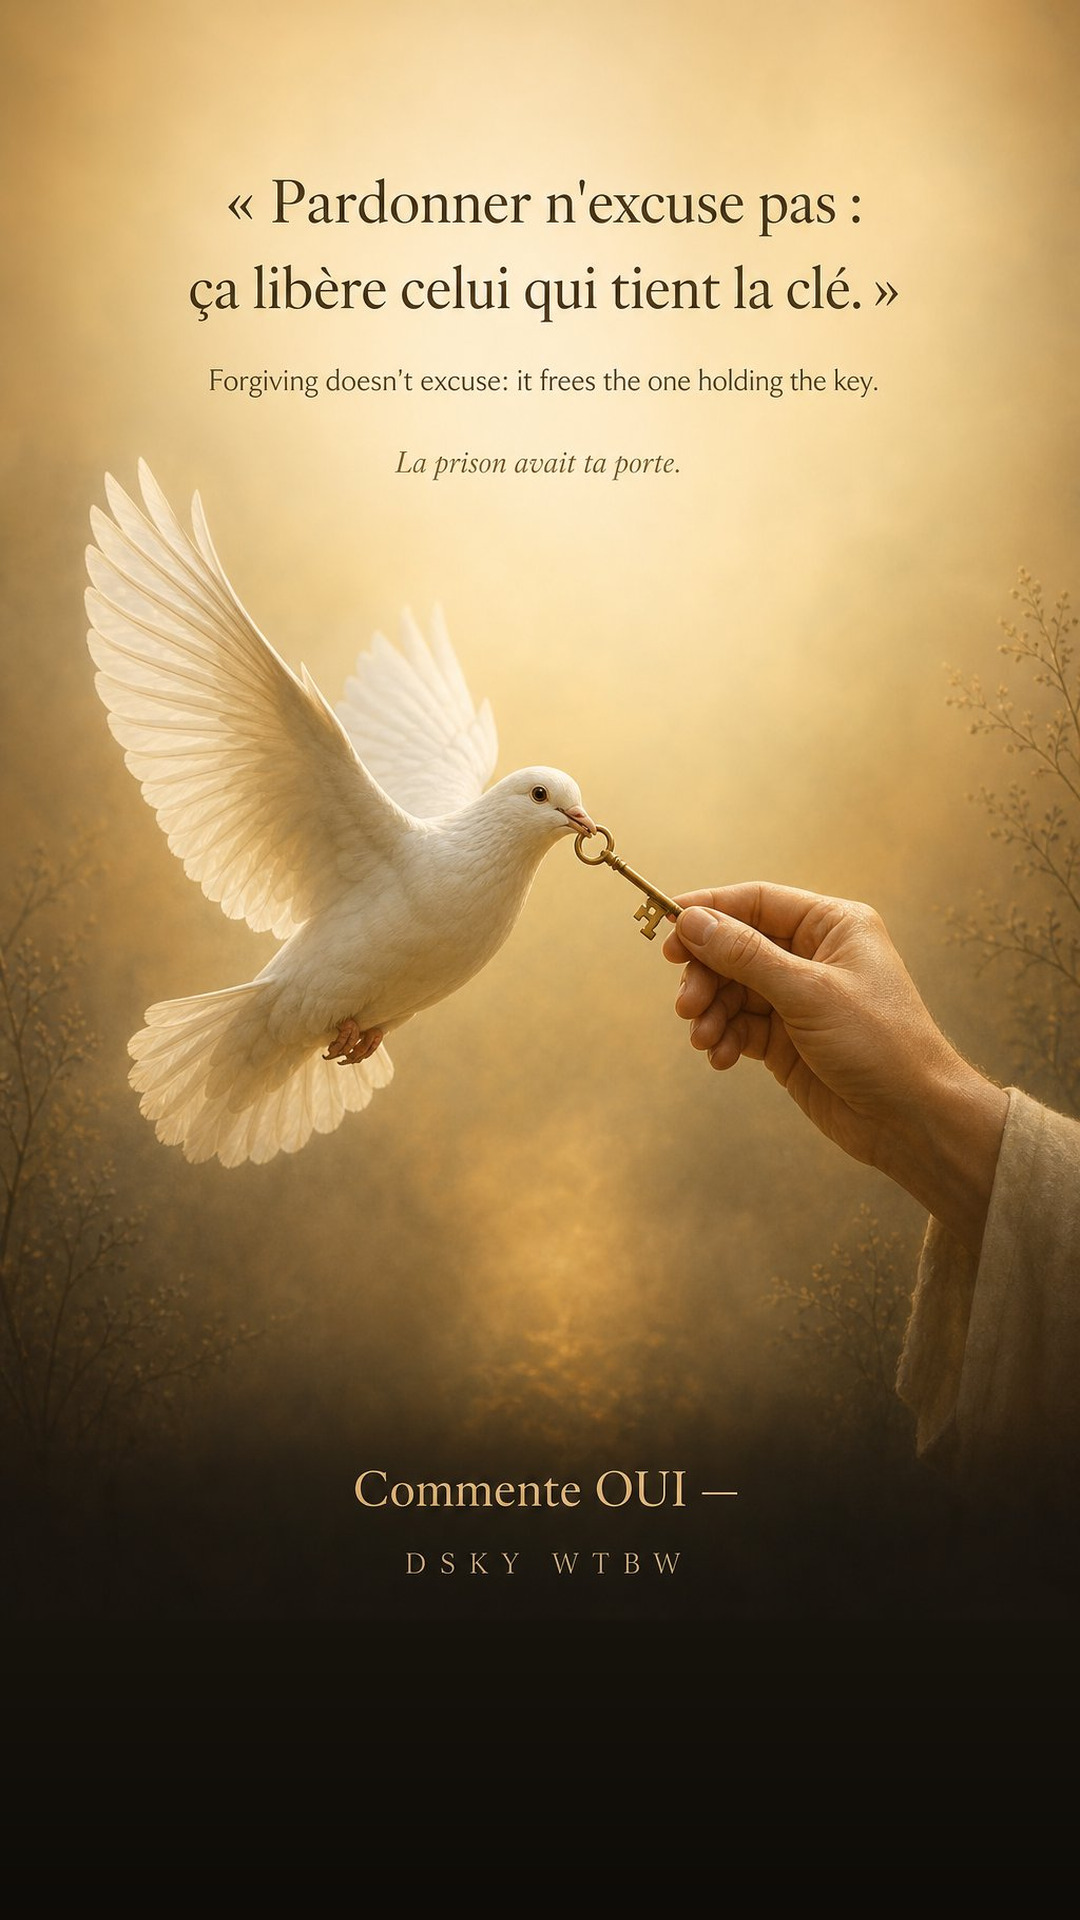 « Pardonner n'excuse pas :
ça libère celui qui tient la clé. »
Forgiving doesn't excuse: it frees the one holding the key.
La prison avait ta porte.
Commente OUI —
DSKY WTBW